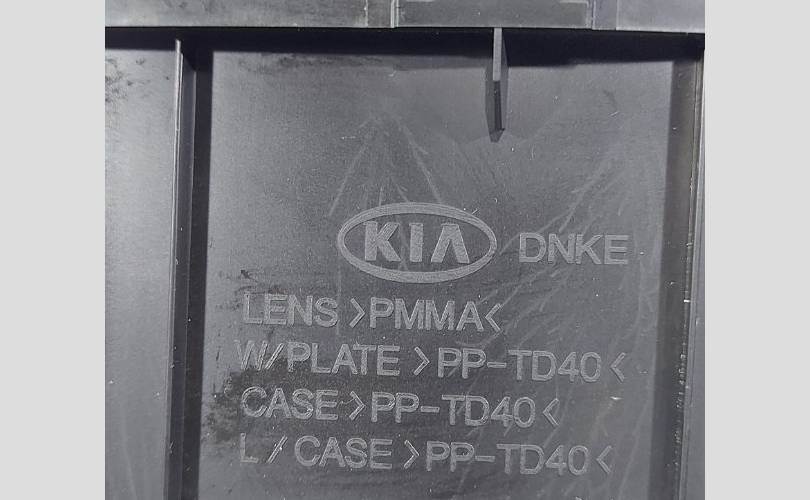 KIA DNKE
LENS >PMMA<
W/PLATE >PP-TD40<
CASE >PP-TD40<
L/CASE >PP-TD40<